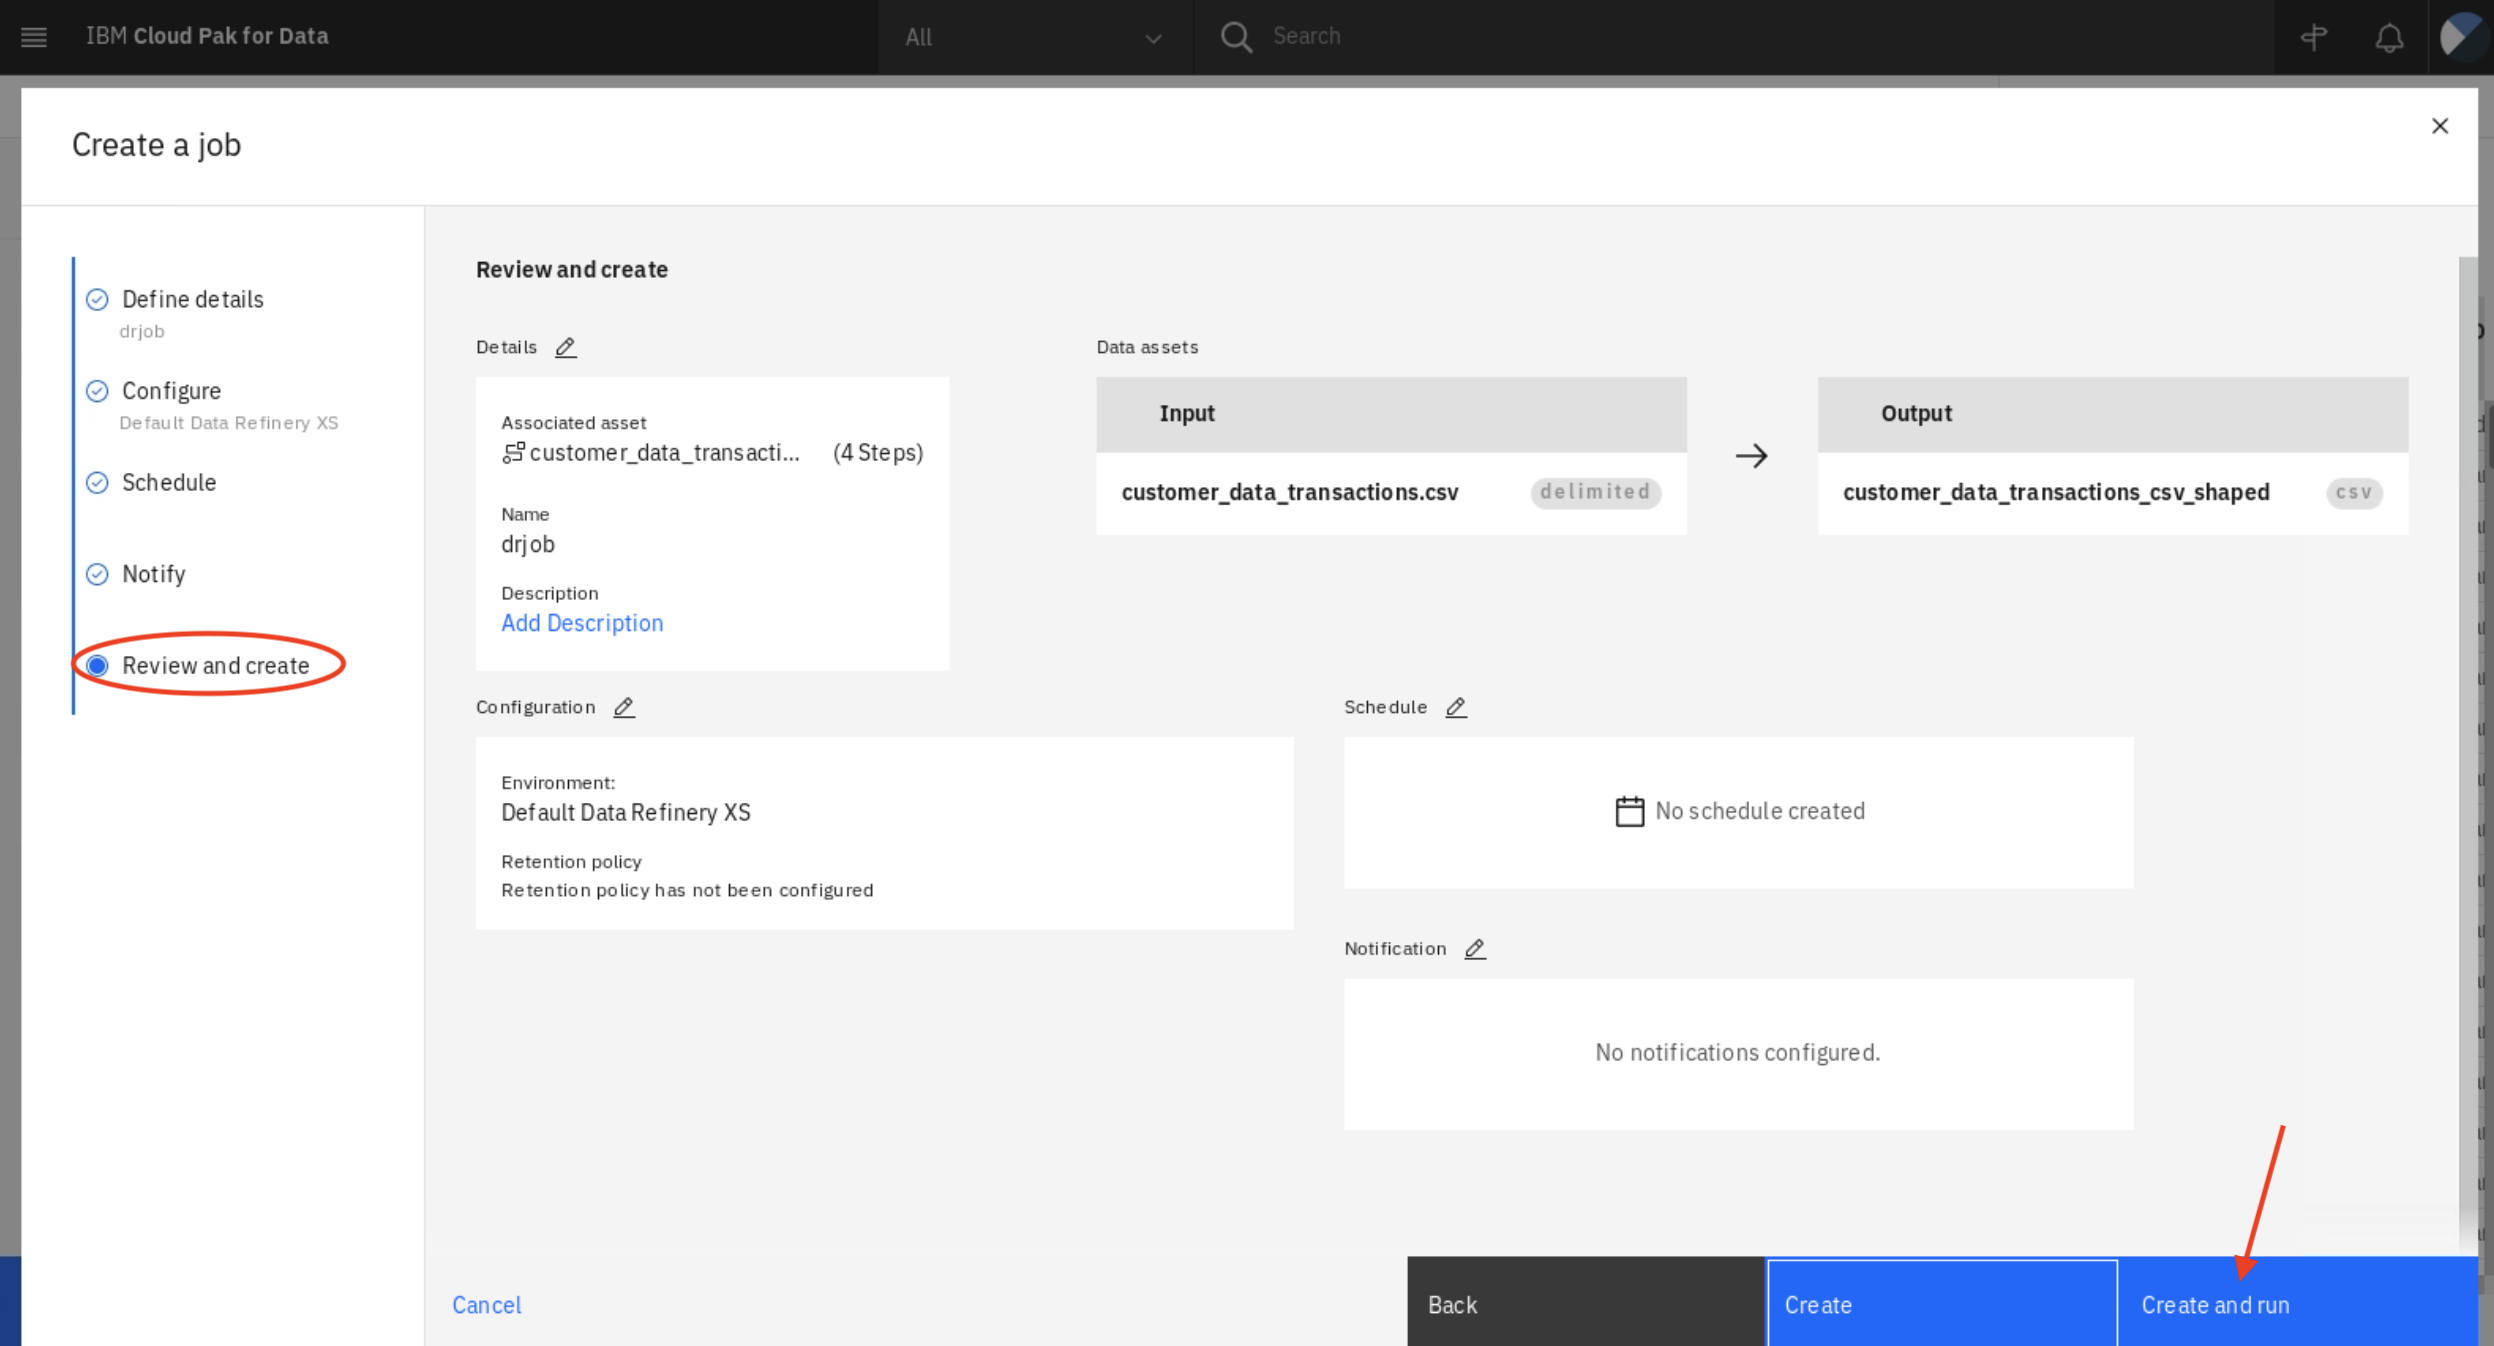 IBM Cloud Pak for Data
All
Search
Create a job
Define details
drjob
Configure
Default Data Refinery XS
Schedule
Notify
Review and create
Review and create
Details
Associated asset
customer_data_transacti... (4 Steps)
Name
drjob
Description
Add Description
Data assets
Input
customer_data_transactions.csv delimited
Output
customer_data_transactions_csv_shaped csv
Configuration
Environment:
Default Data Refinery XS
Retention policy
Retention policy has not been configured
Schedule
No schedule created
Notification
No notifications configured.
Cancel
Back
Create
Create and run